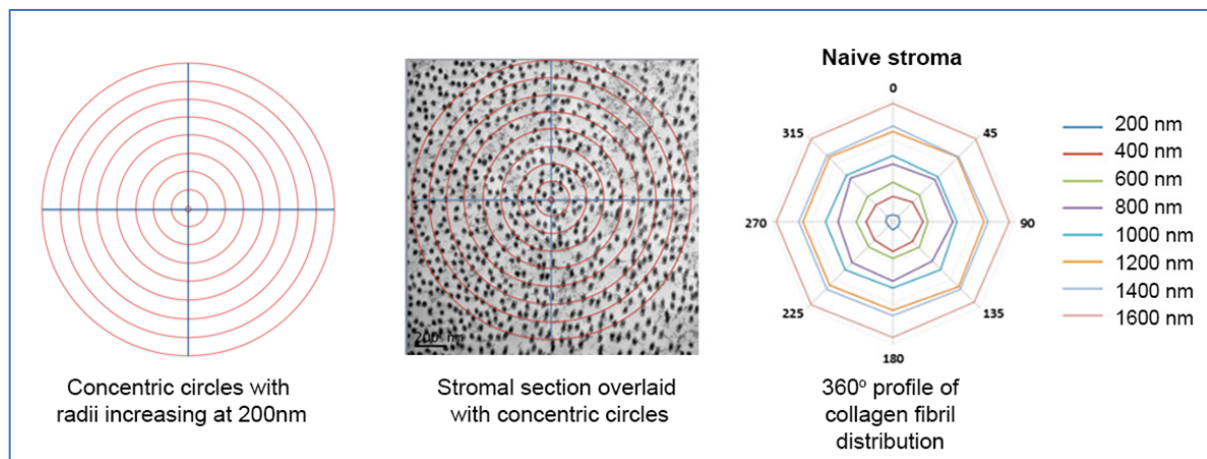 Naive stroma
0
45
90
135
180
225
270
315
200 nm
400 nm
600 nm
800 nm
1000 nm
1200 nm
1400 nm
1600 nm
200 nm
Concentric circles with
radii increasing at 200nm
Stromal section overlaid
with concentric circles
360° profile of
collagen fibril
distribution